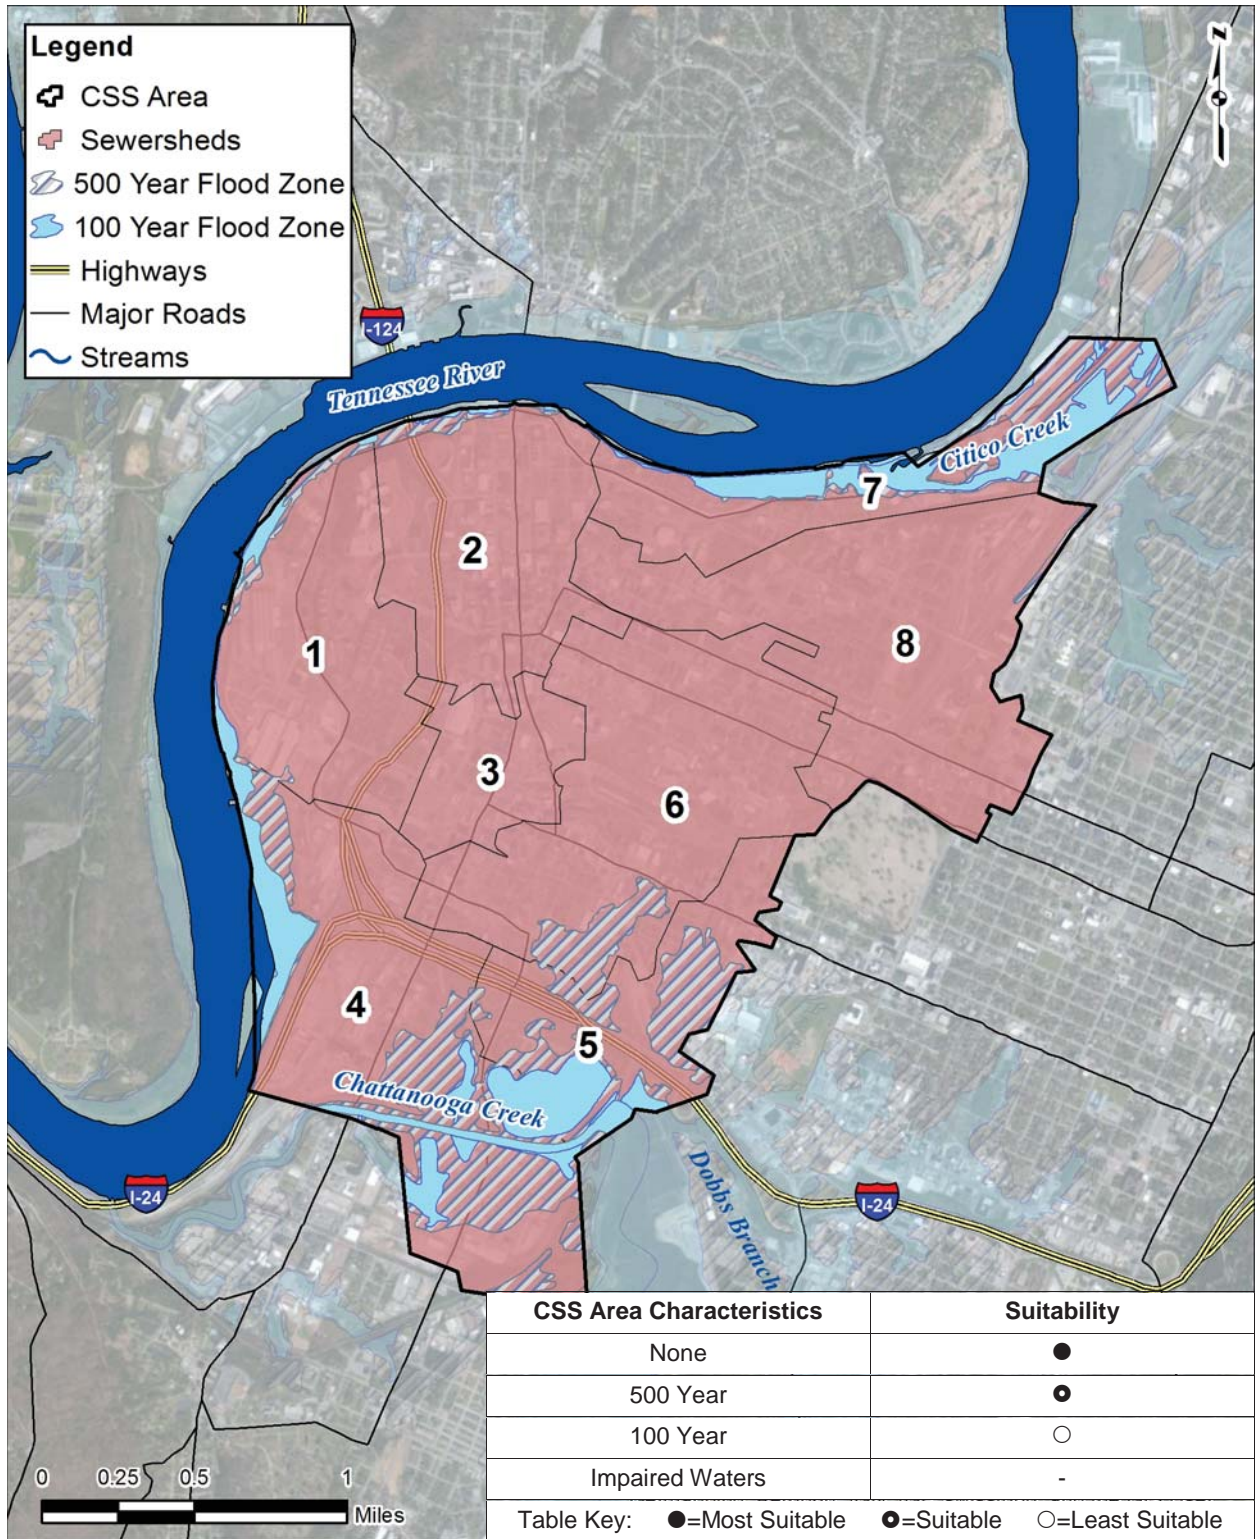 Legend
CSS Area
Sewersheds
500 Year Flood Zone
100 Year Flood Zone
Highways
Major Roads
Streams
N
I-124
Tennessee River
Citico Creek
7
2
8
1
3
6
4
5
Chattanooga Creek
Dobbs Branch
I-24
I-24
CSS Area Characteristics Suitability
None ●
500 Year
100 Year ○
Impaired Waters -
Table Key: ●=Most Suitable =Suitable ○=Least Suitable
0 0.25 0.5 1
Miles